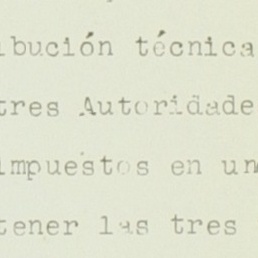 ibución técnica
tres Autoridade
impuestos en un
tener las tres